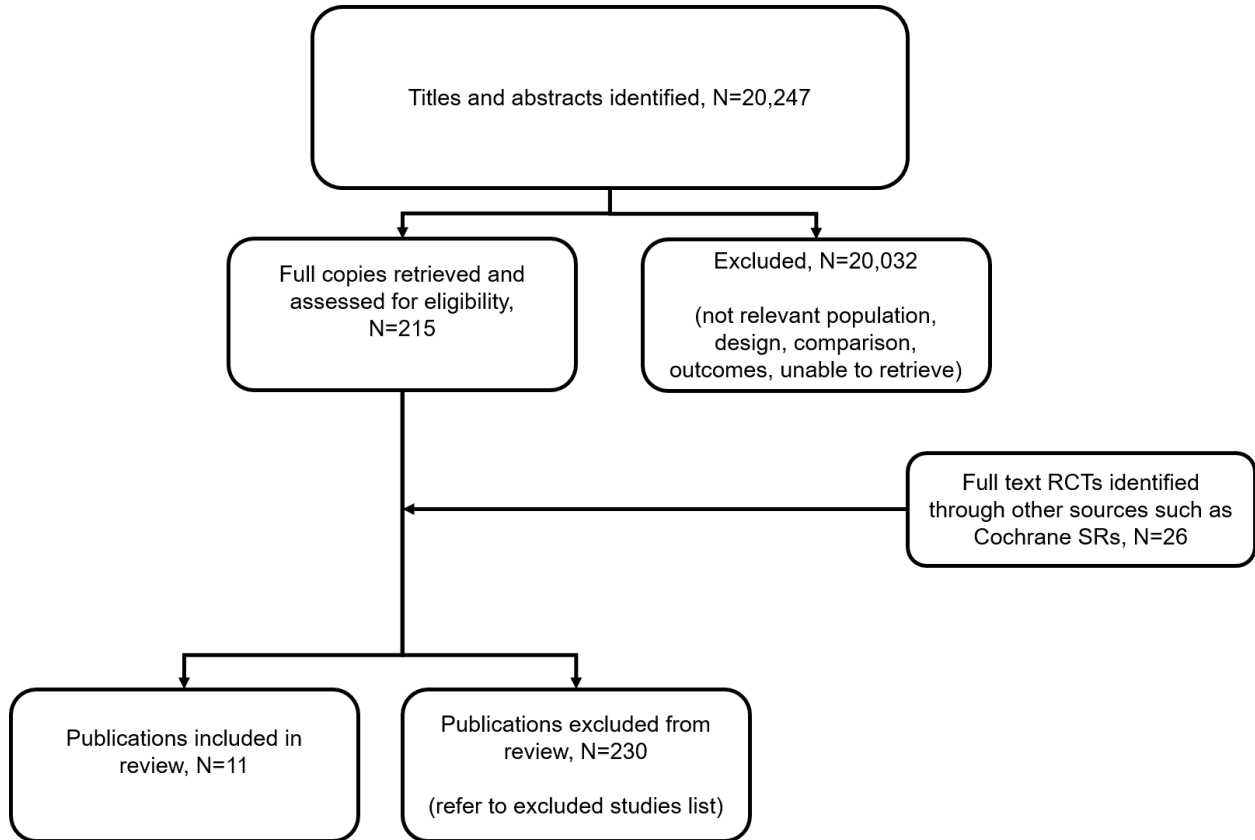 Titles and abstracts identified, N=20,247
Full copies retrieved and
assessed for eligibility,
N=215
Excluded, N=20,032
(not relevant population,
design, comparison,
outcomes, unable to retrieve)
Full text RCTs identified
through other sources such as
Cochrane SRs, N=26
Publications included in
review, N=11
Publications excluded from
review, N=230
(refer to excluded studies list)